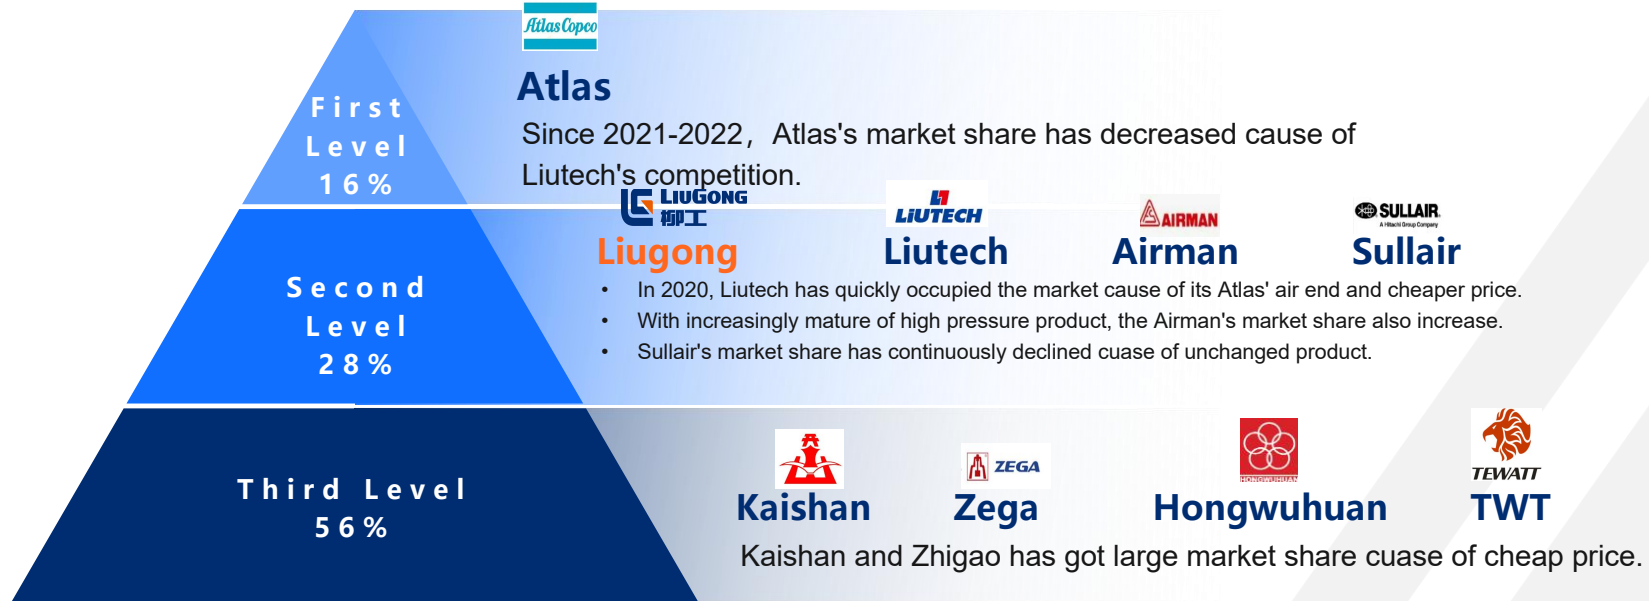 Atlas Copco
Atlas
First
Level
16%
Since 2021-2022，Atlas's market share has decreased cause of
Liutech's competition.
LIUGONG
柳工
LiUTECH
AIRMAN
SULLAIR
A Hitachi Group Company
Liugong
Liutech
Airman
Sullair
Second
Level
28%
• In 2020, Liutech has quickly occupied the market cause of its Atlas' air end and cheaper price.
• With increasingly mature of high pressure product, the Airman's market share also increase.
• Sullair's market share has continuously declined cuase of unchanged product.
Third Level
56%
ZEGA
HONGWUHUAN
TEWATT
Kaishan
Zega
Hongwuhuan
TWT
Kaishan and Zhigao has got large market share cuase of cheap price.